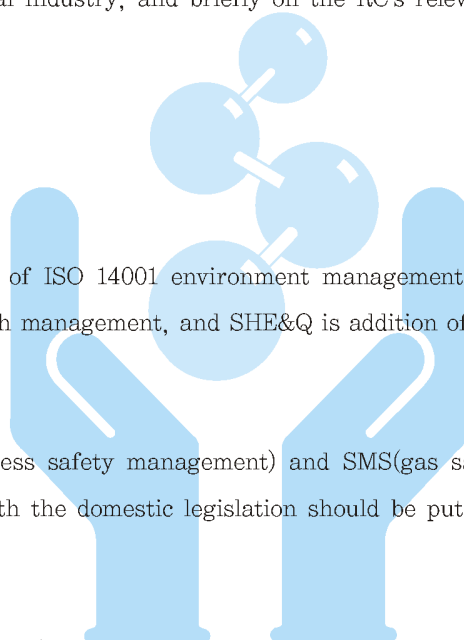 al industry, and briefly on the RC's relev
of ISO 14001 environment management
h management, and SHE&Q is addition of
ess safety management) and SMS(gas sa
th the domestic legislation should be put